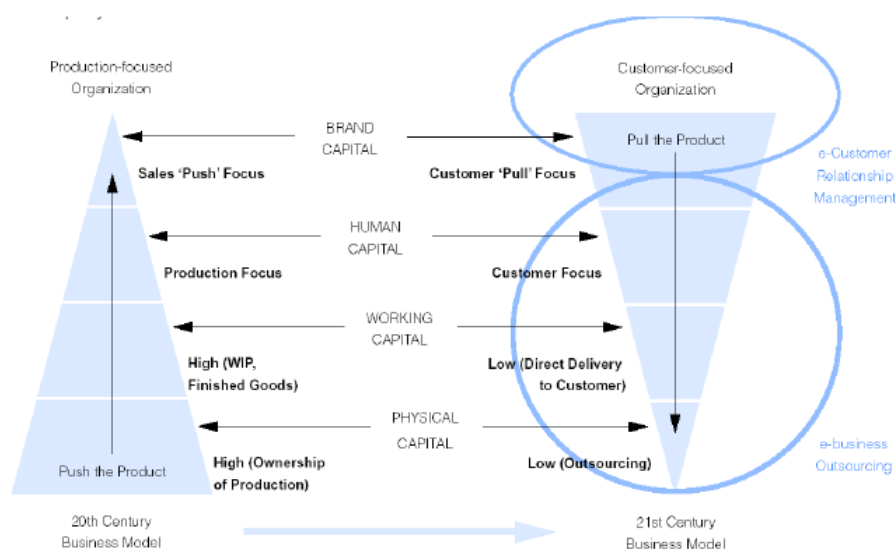 Production-focused
Organization
Customer-focused
Organization
BRAND
CAPITAL
Pull the Product
Sales ‘Push’ Focus
Customer ‘Pull’ Focus
e-Customer
Relationship
Management
HUMAN
CAPITAL
Production Focus
Customer Focus
WORKING
CAPITAL
High (WIP,
Finished Goods)
Low (Direct Delivery
to Customer)
PHYSICAL
CAPITAL
Push the Product
High (Ownership
of Production)
Low (Outsourcing)
e-business
Outsourcing
20th Century
Business Model
21st Century
Business Model